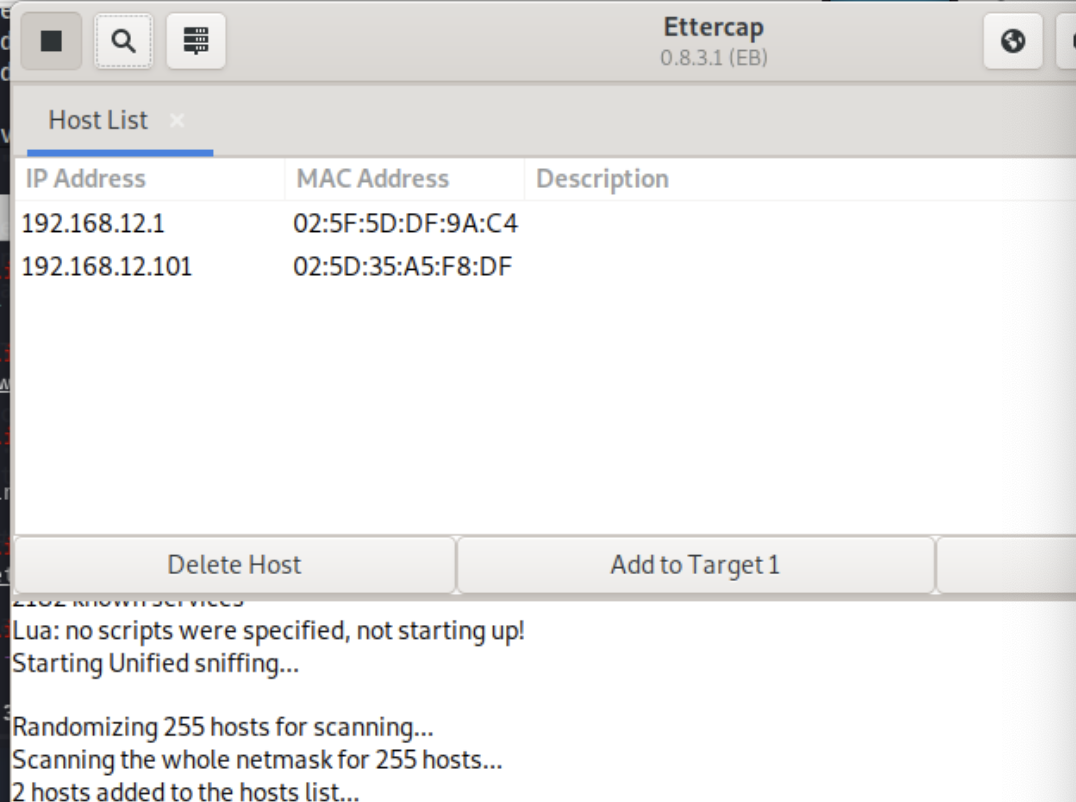 Ettercap
0.8.3.1 (EB)
Host List ×
IP Address MAC Address Description
192.168.12.1 02:5F:5D:DF:9A:C4
192.168.12.101 02:5D:35:A5:F8:DF
Delete Host Add to Target 1
2182 known services
Lua: no scripts were specified, not starting up!
Starting Unified sniffing...
Randomizing 255 hosts for scanning...
Scanning the whole netmask for 255 hosts...
2 hosts added to the hosts list...